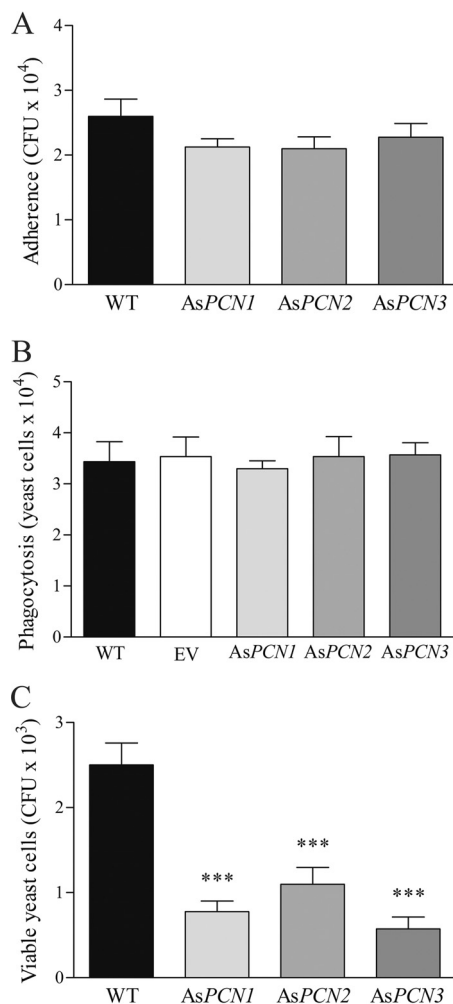 A
Adherence (CFU x 10⁴)
4
3
2
1
0
WT AsPCN1 AsPCN2 AsPCN3
B
Phagocytosis (yeast cells x 10⁴)
5
4
3
2
1
0
WT EV AsPCN1 AsPCN2 AsPCN3
C
Viable yeast cells (CFU x 10³)
3
2
1
0
*** *** ***
WT AsPCN1 AsPCN2 AsPCN3